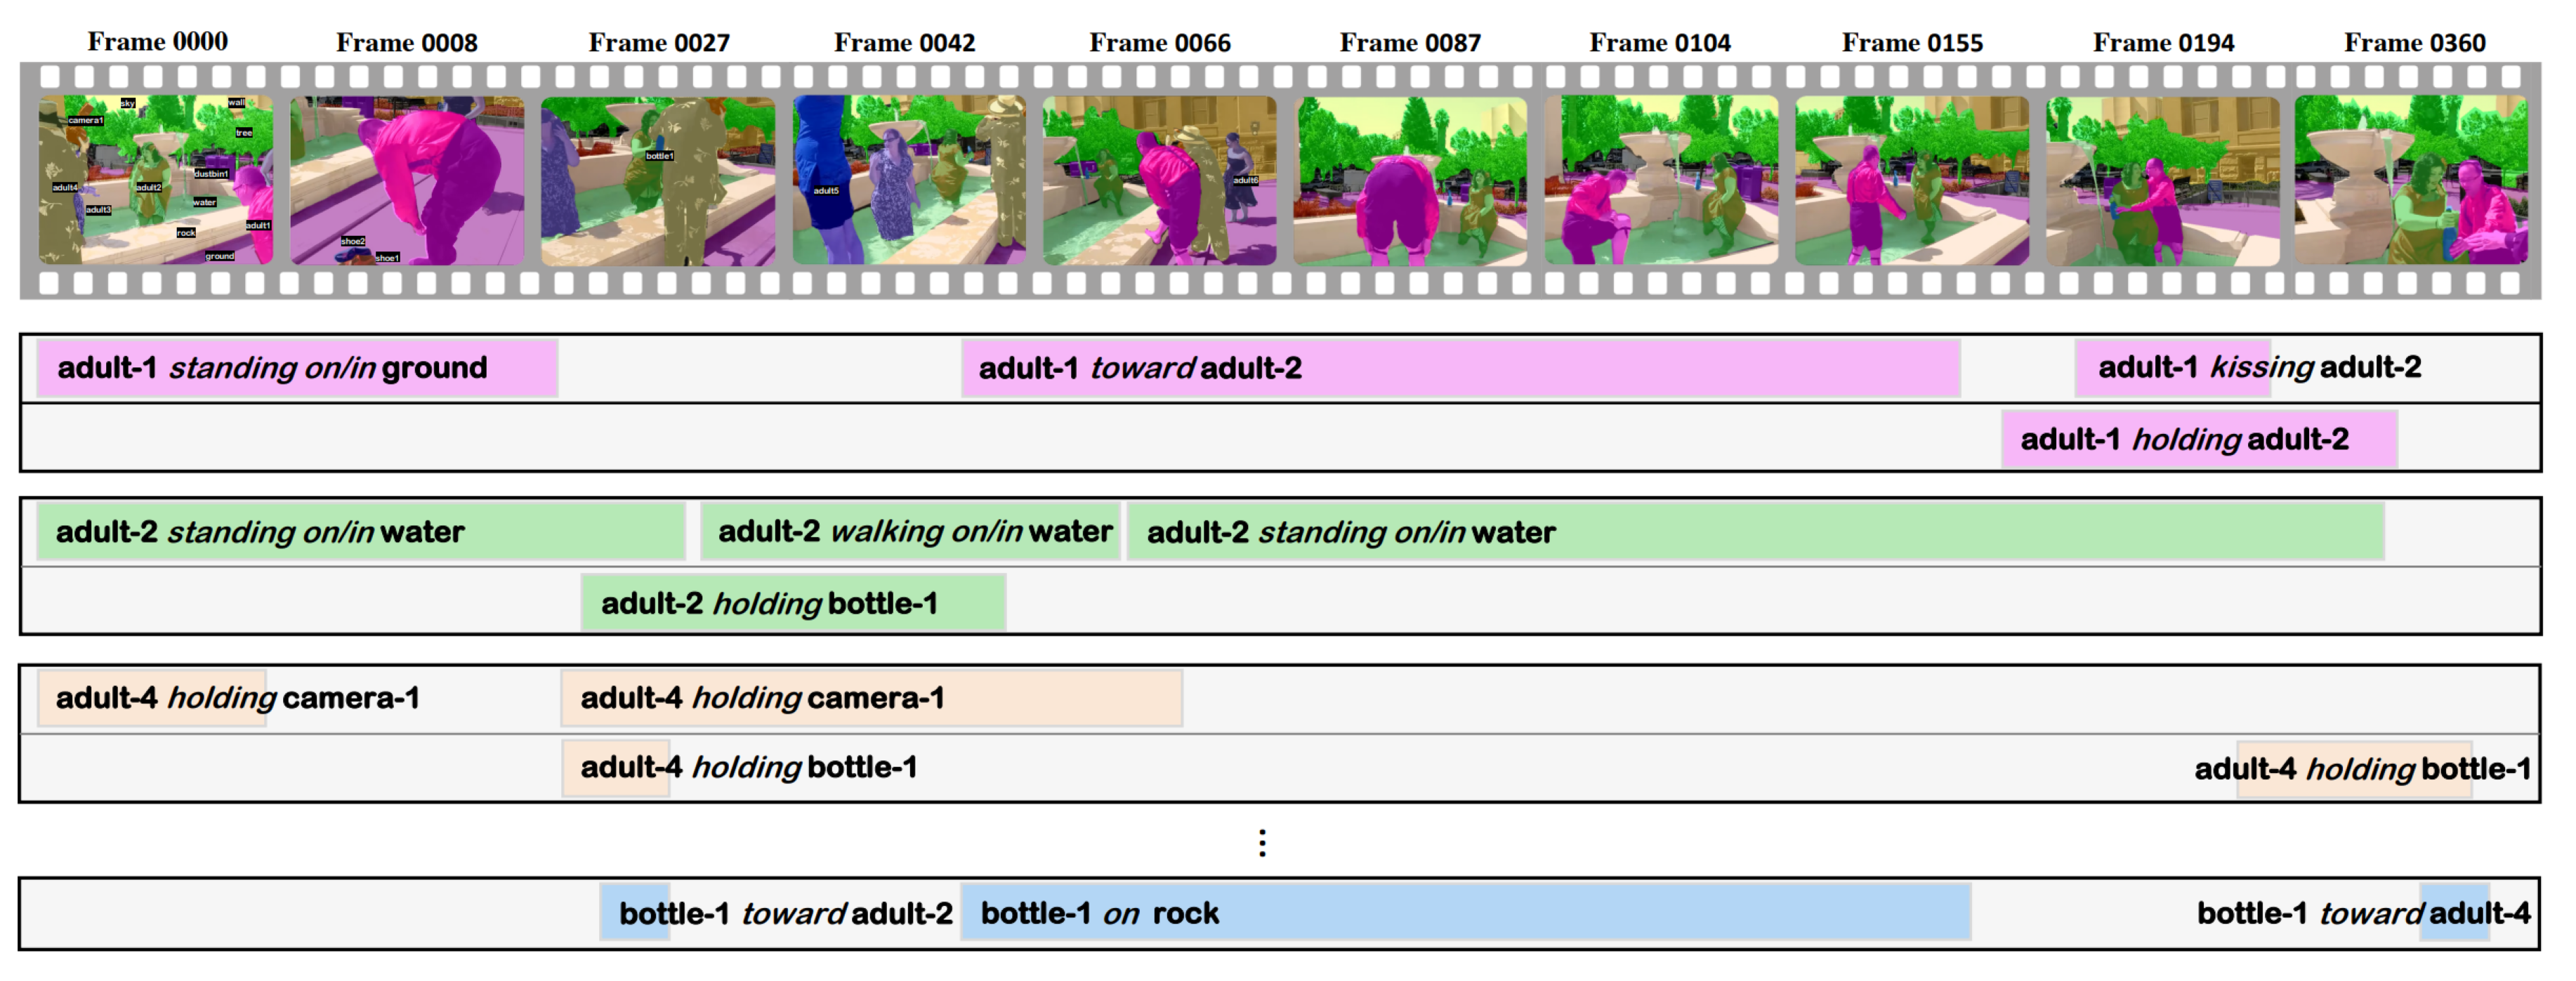 Frame 0000 Frame 0008 Frame 0027 Frame 0042 Frame 0066 Frame 0087 Frame 0104 Frame 0155 Frame 0194 Frame 0360
sky wall
camera1
tree
dustbin1
adult4 adult2
water
adult3
adult1
rock
ground
shoe2
shoe1
bottle1
adult5
adult6
adult-1 standing on/in ground adult-1 toward adult-2 adult-1 kissing adult-2
adult-1 holding adult-2
adult-2 standing on/in water adult-2 walking on/in water adult-2 standing on/in water
adult-2 holding bottle-1
adult-4 holding camera-1 adult-4 holding camera-1
adult-4 holding bottle-1 adult-4 holding bottle-1
⋮
bottle-1 toward adult-2 bottle-1 on rock bottle-1 toward adult-4